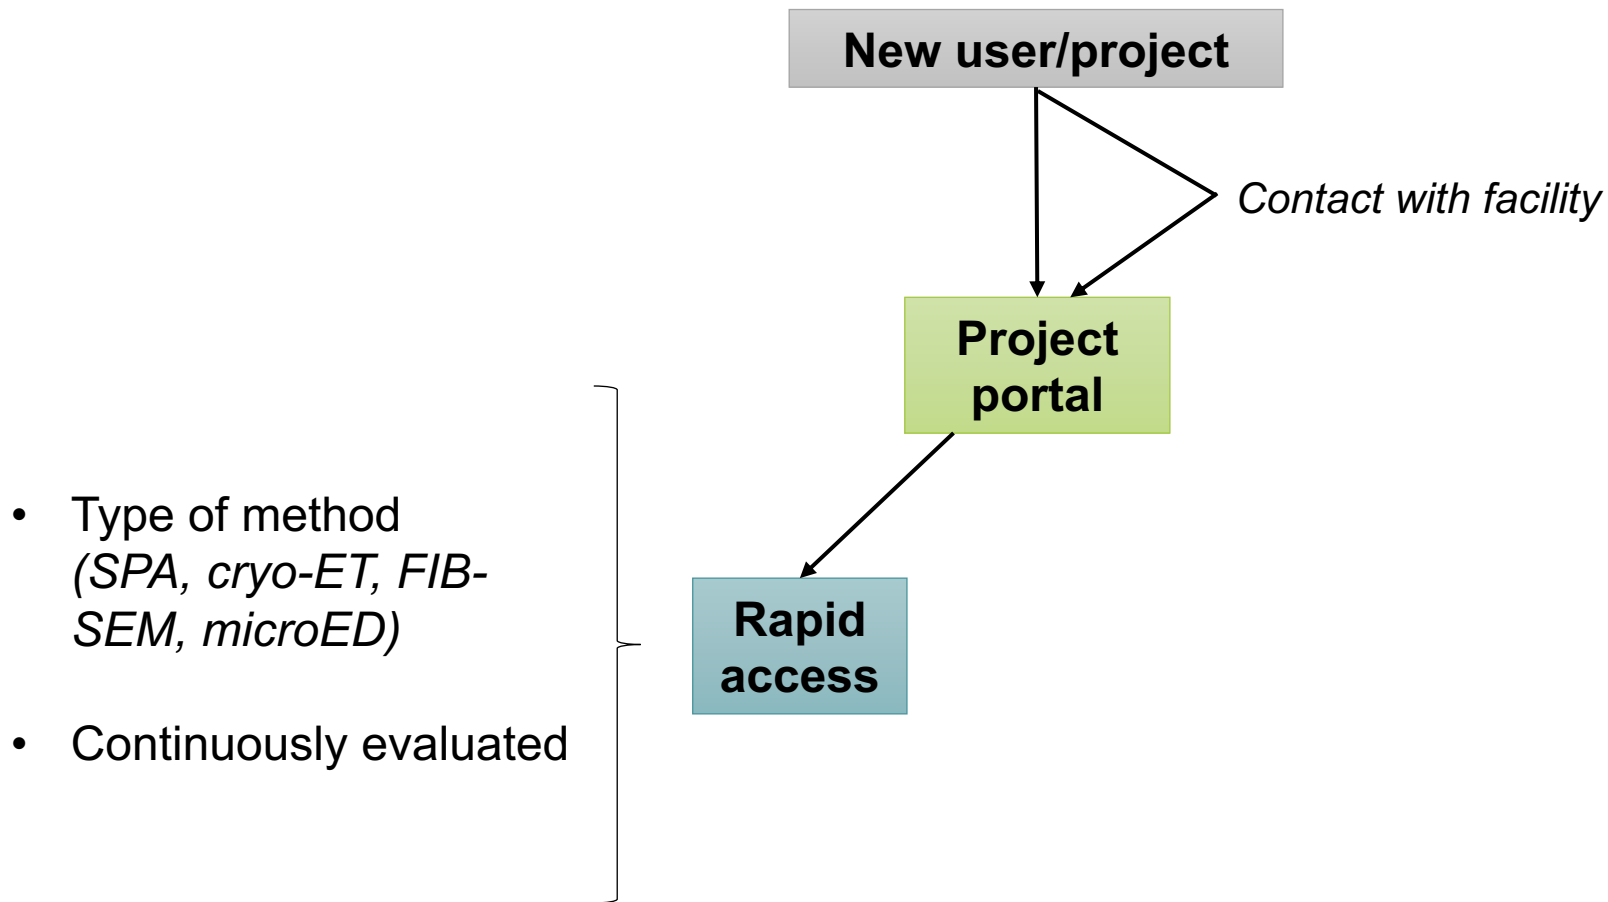 New user/project
Contact with facility
Project
portal
• Type of method
(SPA, cryo-ET, FIB-
SEM, microED)
• Continuously evaluated
Rapid
access